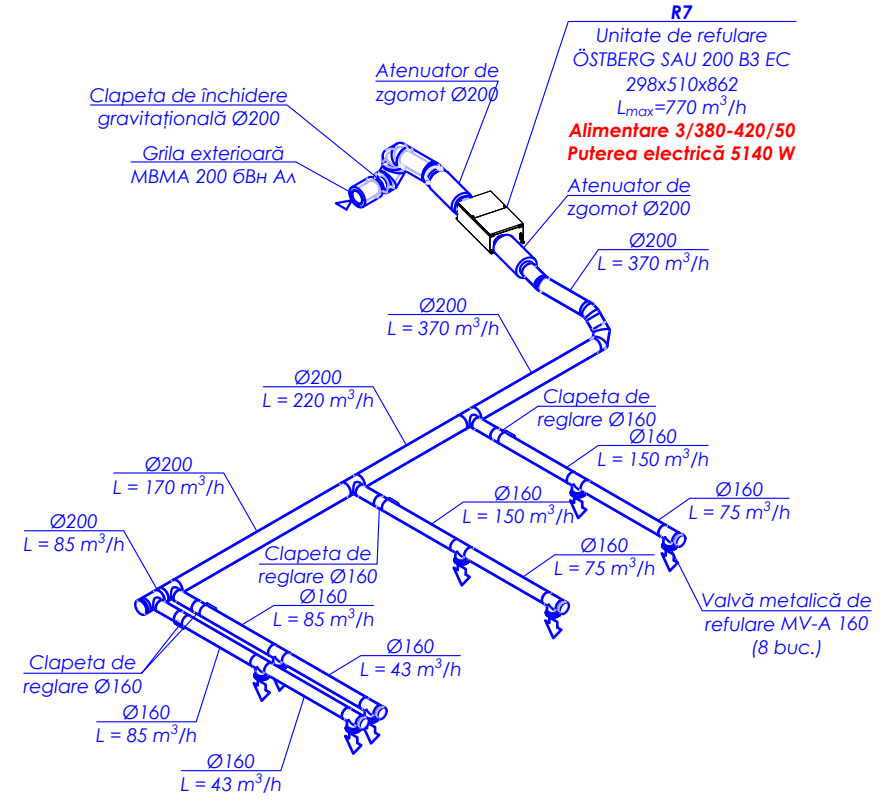 R7
Unitate de refulare
ÖSTBERG SAU 200 B3 EC
298x510x862
Lmax=770 m³/h
Alimentare 3/380-420/50
Puterea electrică 5140 W
Atenuator de
zgomot Ø200
Clapeta de închidere
gravitațională Ø200
Grila exterioară
МВМА 200 бВн Ал
Atenuator de
zgomot Ø200
Ø200
L = 370 m³/h
Ø200
L = 370 m³/h
Ø200
L = 220 m³/h
Clapeta de
reglare Ø160
Ø160
L = 150 m³/h
Ø200
L = 170 m³/h
Ø160
L = 150 m³/h
Ø160
L = 75 m³/h
Ø200
L = 85 m³/h
Clapeta de
reglare Ø160
Ø160
L = 75 m³/h
Ø160
L = 85 m³/h
Valvă metalică de
refulare MV-A 160
(8 buc.)
Clapeta de
reglare Ø160
Ø160
L = 43 m³/h
Ø160
L = 85 m³/h
Ø160
L = 43 m³/h